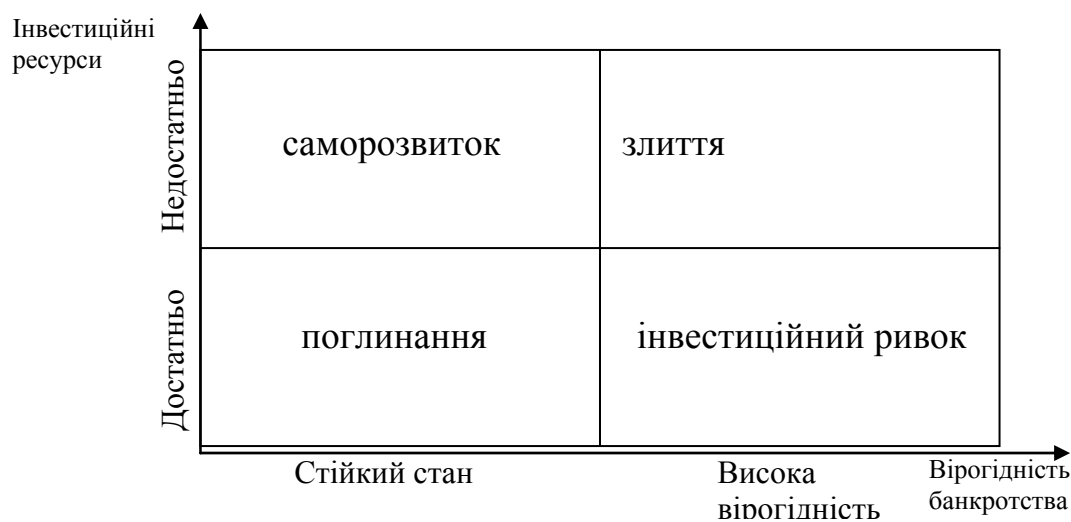 Інвестиційні
ресурси
Недостатньо
саморозвиток
злиття
Достатньо
поглинання
інвестиційний ривок
Стійкий стан
Висока
вірогідність
Вірогідність
банкротства